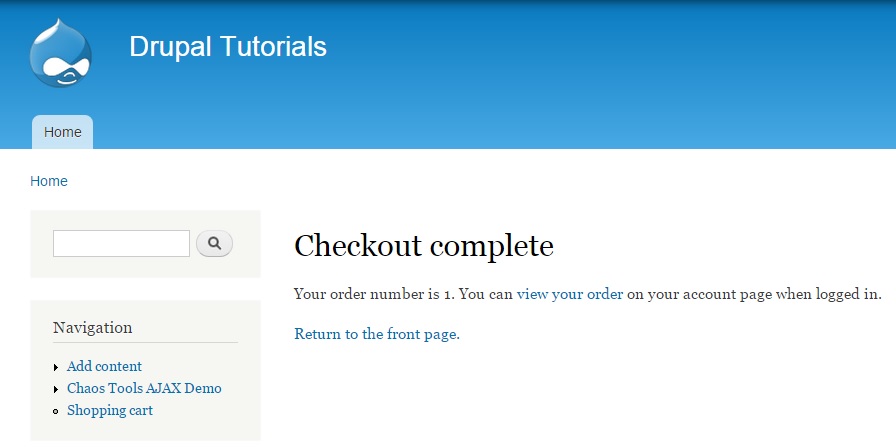 Drupal Tutorials
Home
Home
Checkout complete
Your order number is 1. You can view your order on your account page when logged in.
Return to the front page.
Navigation
Add content
Chaos Tools AJAX Demo
Shopping cart